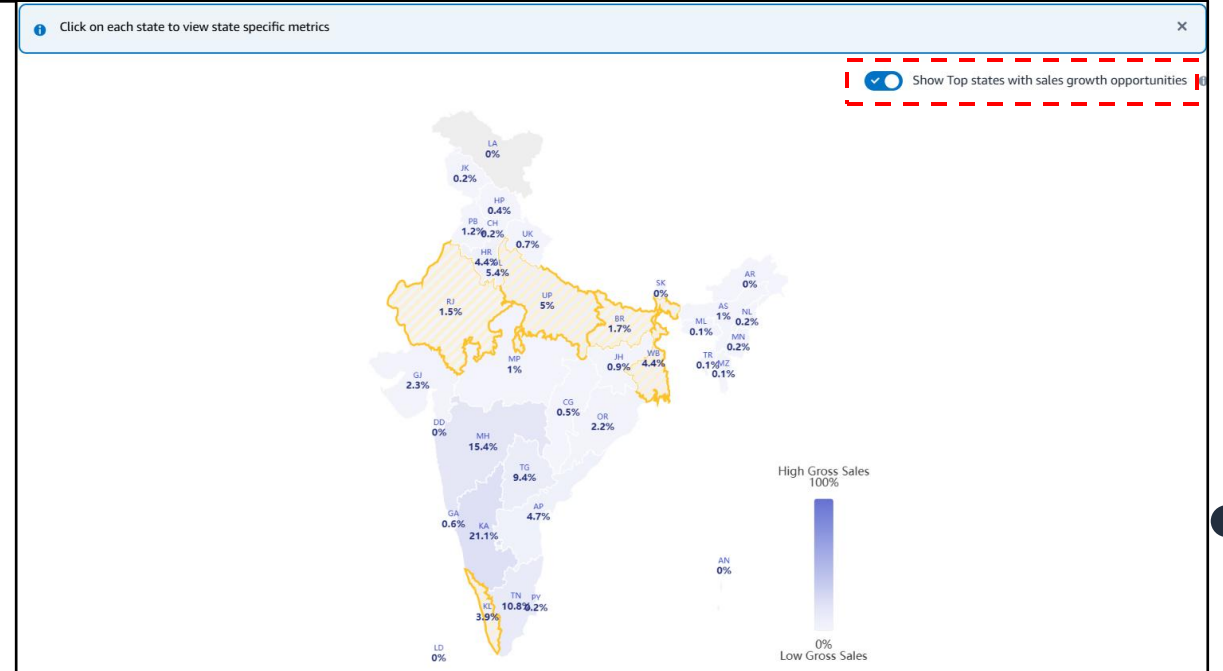 Click on each state to view state specific metrics
Show Top states with sales growth opportunities
LA
0%
JK
0.2%
HP
0.4%
PB
1.2%
CH
0.2%
UK
0.7%
HR
4.4%
5.4%
RJ
1.5%
UP
5%
SK
0%
AR
0%
BR
1.7%
AS
1%
NL
0.2%
ML
0.1%
MN
0.2%
TR
0.1%
MZ
0.1%
MP
1%
JH
0.9%
WB
4.4%
GJ
2.3%
CG
0.5%
OR
2.2%
DD
0%
MH
15.4%
TG
9.4%
High Gross Sales
100%
GA
0.6%
KA
21.1%
AP
4.7%
AN
0%
KL
3.9%
TN
10.8%
PY
0.2%
LD
0%
0%
Low Gross Sales